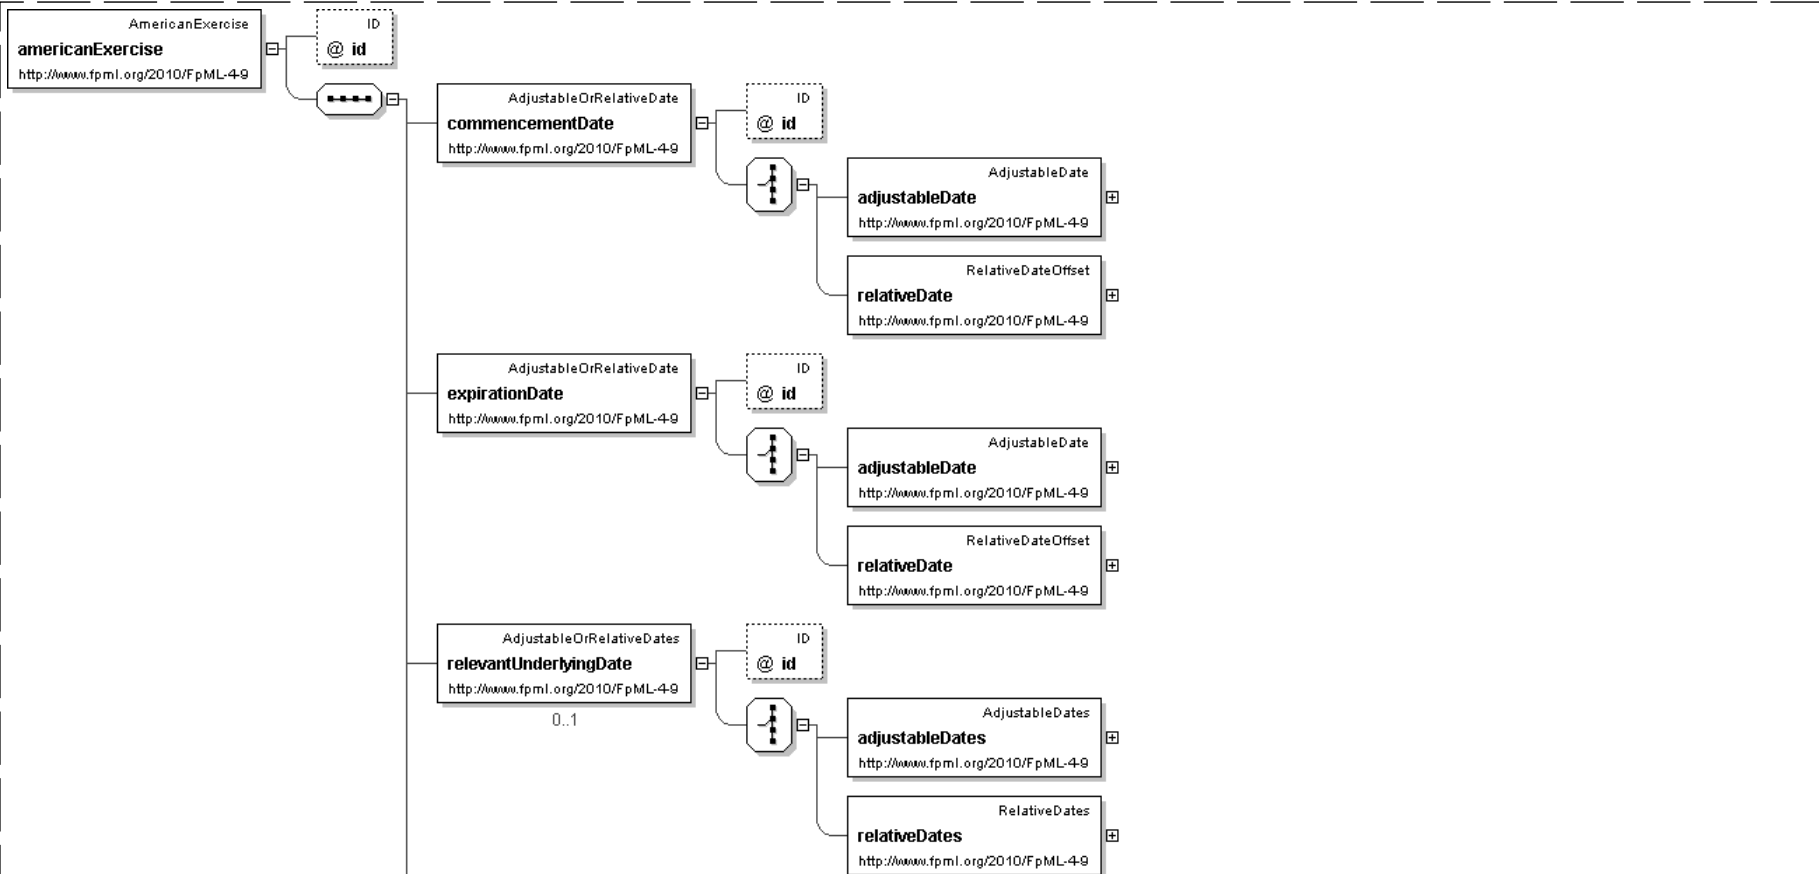 AmericanExercise
americanExercise
http://www.fpml.org/2010/FpML-4-9
ID
@ id
AdjustableOrRelativeDate
commencementDate
http://www.fpml.org/2010/FpML-4-9
ID
@ id
AdjustableDate
adjustableDate
http://www.fpml.org/2010/FpML-4-9
RelativeDateOffset
relativeDate
http://www.fpml.org/2010/FpML-4-9
AdjustableOrRelativeDate
expirationDate
http://www.fpml.org/2010/FpML-4-9
ID
@ id
AdjustableDate
adjustableDate
http://www.fpml.org/2010/FpML-4-9
RelativeDateOffset
relativeDate
http://www.fpml.org/2010/FpML-4-9
AdjustableOrRelativeDates
relevantUnderlyingDate
http://www.fpml.org/2010/FpML-4-9
0..1
ID
@ id
AdjustableDates
adjustableDates
http://www.fpml.org/2010/FpML-4-9
RelativeDates
relativeDates
http://www.fpml.org/2010/FpML-4-9